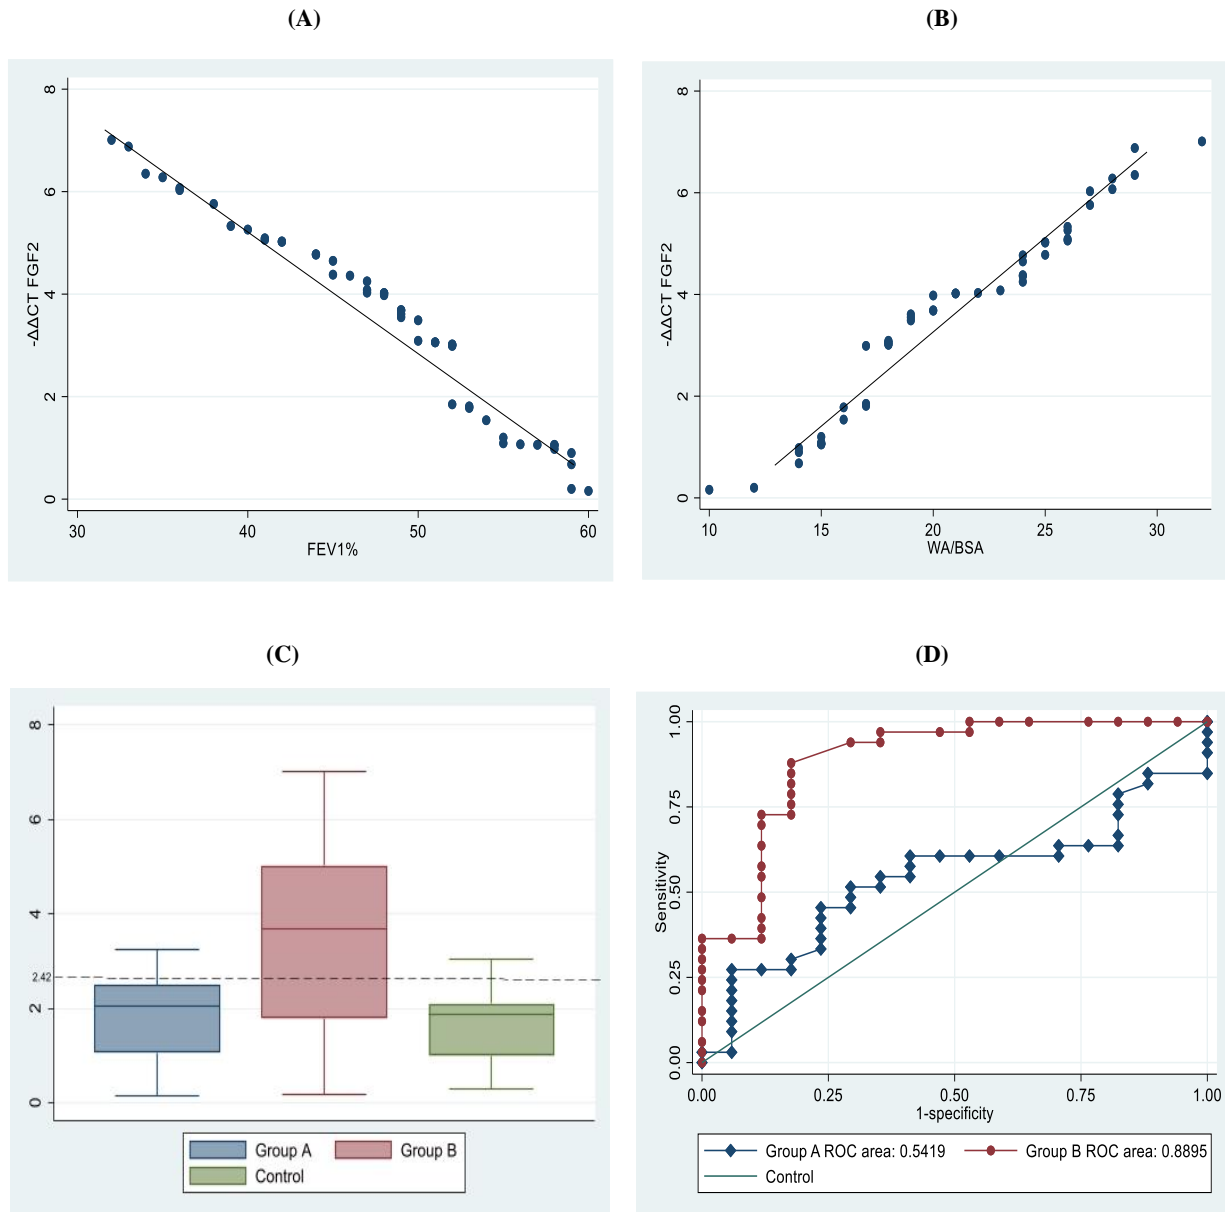 (A)
(B)
8
6
4
2
0
-ΔΔCT FGF2
30
40
50
60
FEV1%
8
6
4
2
0
-ΔΔCT FGF2
10
15
20
25
30
WA/BSA
(C)
(D)
8
6
4
2.42
2
0
Group A
Group B
Control
1.00
0.75
0.50
0.25
0.00
Sensitivity
0.00
0.25
0.50
0.75
1.00
1-specificity
Group A ROC area: 0.5419
Group B ROC area: 0.8895
Control